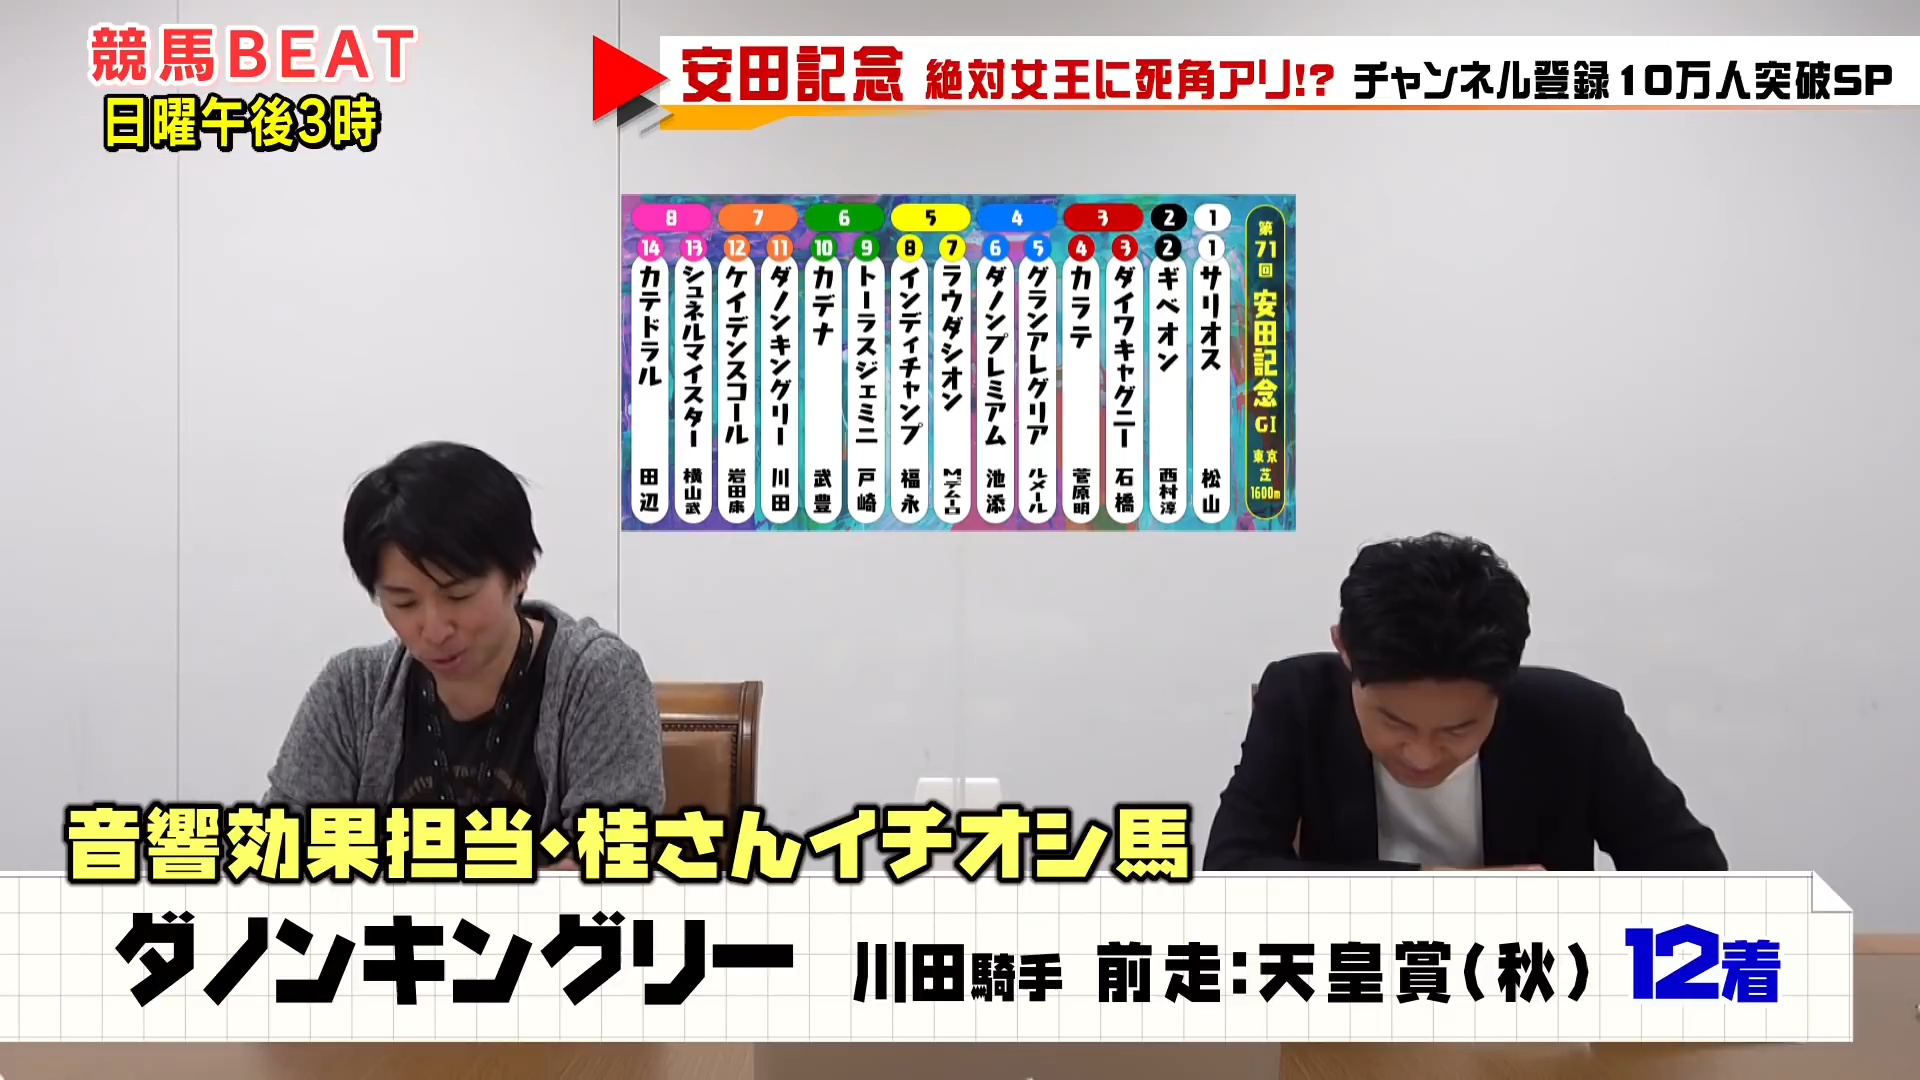 競馬BEAT
日曜午後3時
安田記念 絶対女王に死角アリ!? チャンネル登録10万人突破SP
第71回 安田記念 GI 東京 芝 1600m
1 1 サリオス 松山
2 2 ギベオン 西村淳
3 3 ダイワキャグニー 石橋
4 カラテ 菅原明
4 5 グランアレグリア ルメール
6 ダノンプレミアム 池添
5 7 ラウダシオン M.デムーロ
8 インディチャンプ 福永
6 9 トーラスジェミニ 戸崎
10 カデナ 武豊
7 11 ダノンキングリー 川田
12 ケイデンスコール 岩田康
8 13 シュネルマイスター 横山武
14 カテドラル 田辺
音響効果担当・桂さんイチオシ馬
ダノンキングリー 川田騎手 前走:天皇賞(秋) 12着